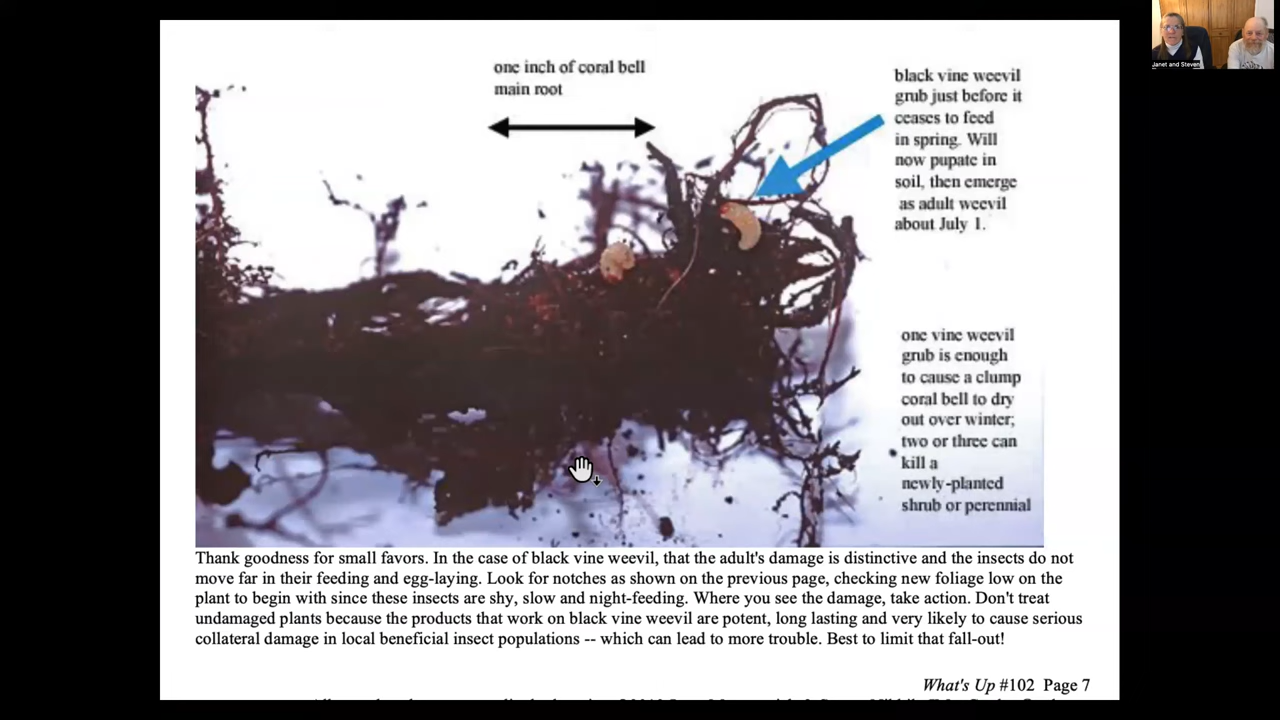 Janet and Steven
one inch of coral bell
main root
black vine weevil
grub just before it
ceases to feed
in spring. Will
now pupate in
soil, then emerge
as adult weevil
about July 1.
one vine weevil
grub is enough
to cause a clump
coral bell to dry
out over winter;
two or three can
kill a
newly-planted
shrub or perennial
Thank goodness for small favors. In the case of black vine weevil, that the adult's damage is distinctive and the insects do not
move far in their feeding and egg-laying. Look for notches as shown on the previous page, checking new foliage low on the
plant to begin with since these insects are shy, slow and night-feeding. Where you see the damage, take action. Don't treat
undamaged plants because the products that work on black vine weevil are potent, long lasting and very likely to cause serious
collateral damage in local beneficial insect populations -- which can lead to more trouble. Best to limit that fall-out!
What's Up #102 Page 7